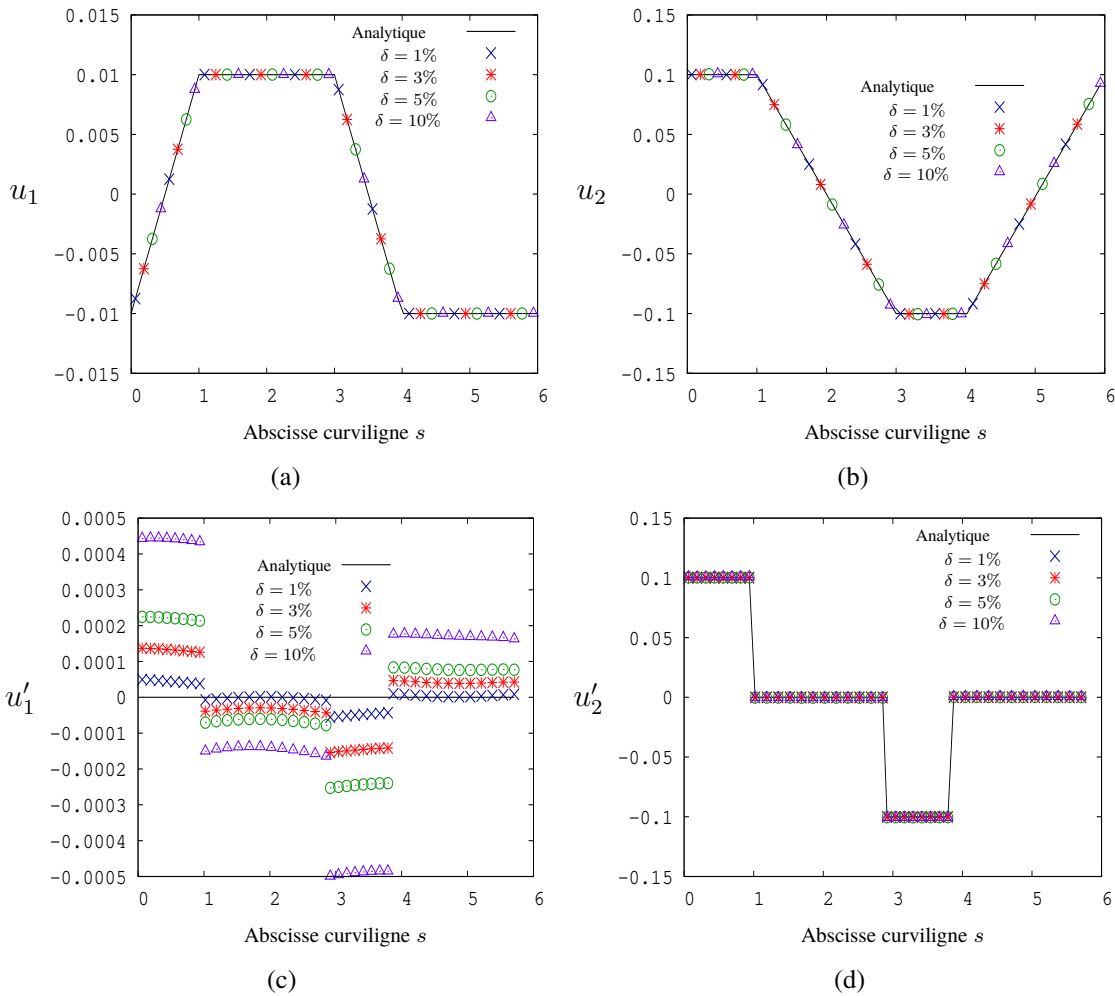 0.015
0.01
0.005
0
−0.005
−0.01
−0.015
u₁
Analytique
δ = 1%
δ = 3%
δ = 5%
δ = 10%
0 1 2 3 4 5 6
Abscisse curviligne s
(a)
0.15
0.1
0.05
0
−0.05
−0.1
−0.15
u₂
Analytique
δ = 1%
δ = 3%
δ = 5%
δ = 10%
0 1 2 3 4 5 6
Abscisse curviligne s
(b)
0.0005
0.0004
0.0003
0.0002
0.0001
0
−0.0001
−0.0002
−0.0003
−0.0004
−0.0005
u′₁
Analytique
δ = 1%
δ = 3%
δ = 5%
δ = 10%
0 1 2 3 4 5 6
Abscisse curviligne s
(c)
0.15
0.1
0.05
0
−0.05
−0.1
−0.15
u′₂
Analytique
δ = 1%
δ = 3%
δ = 5%
δ = 10%
0 1 2 3 4 5 6
Abscisse curviligne s
(d)